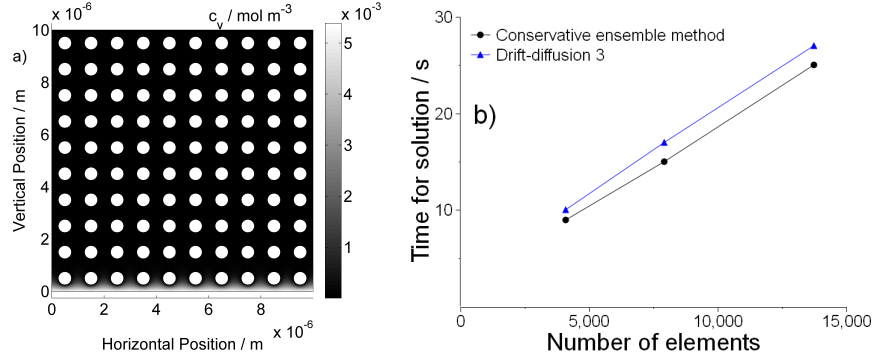 c_v / mol m^-3
x 10^-6
x 10^-3
a)
10
8
6
4
2
0
Vertical Position / m
0
2
4
6
8
x 10^-6
Horizontal Position / m
5
4
3
2
1
b)
30
20
10
Time for solution / s
Conservative ensemble method
Drift-diffusion 3
0
5,000
10,000
15,000
Number of elements